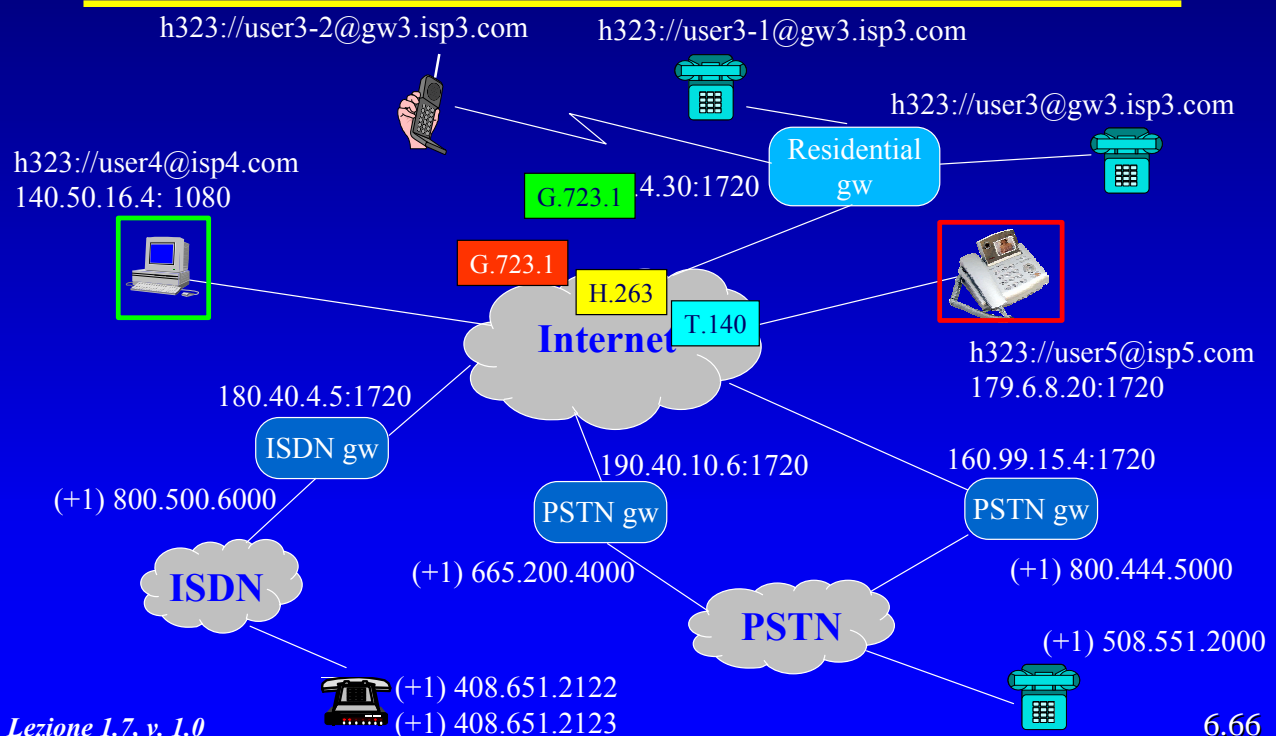 h323://user3-2@gw3.isp3.com
h323://user3-1@gw3.isp3.com
h323://user3@gw3.isp3.com
h323://user4@isp4.com
140.50.16.4: 1080
Residential
gw
G.723.1
.4.30:1720
G.723.1
H.263
T.140
Internet
h323://user5@isp5.com
179.6.8.20:1720
180.40.4.5:1720
ISDN gw
190.40.10.6:1720
160.99.15.4:1720
(+1) 800.500.6000
PSTN gw
PSTN gw
(+1) 665.200.4000
(+1) 800.444.5000
ISDN
PSTN
(+1) 508.551.2000
(+1) 408.651.2122
(+1) 408.651.2123
Lezione 1.7, v. 1.0
6.66